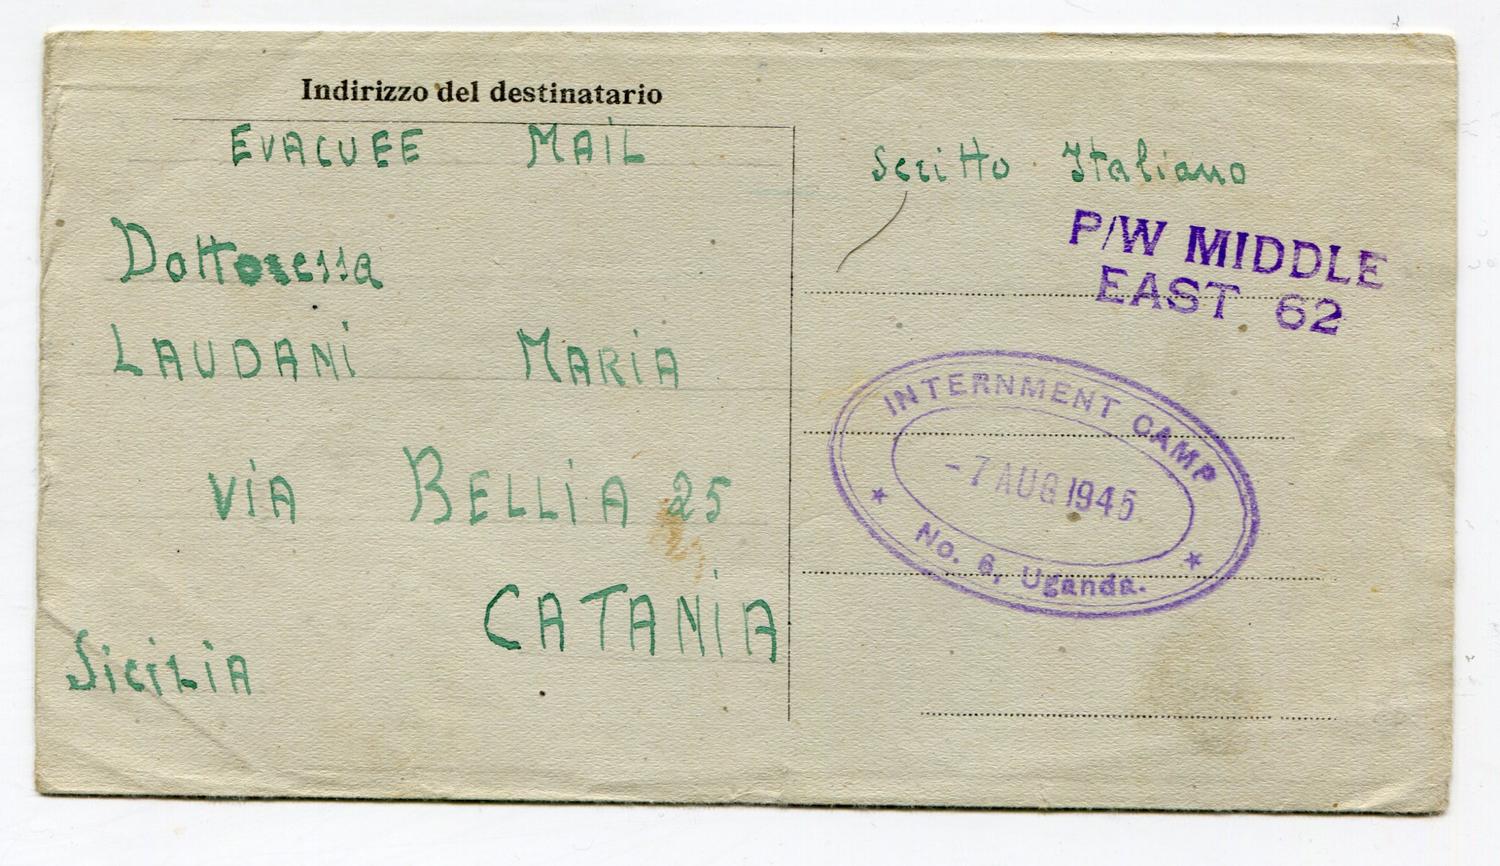 Indirizzo del destinatario
EVACUEE MAIL
Dottoressa
LAUDANI MARIA
VIA BELLIA 25
CATANIA
Sicilia
Scritto Italiano
P/W MIDDLE
EAST 62
INTERNMENT CAMP
-7 AUG 1945
No. 6, Uganda.